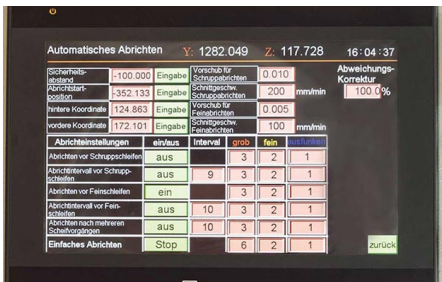 Automatisches Abrichten Y: 1282.049 Z: 117.728 16:04:37
Sicherheits-
abstand -100.000 Eingabe Vorschub für
Schruppabrichten 0.010 Abweichungs-
Korrektur
Abrichtstart-
position -352.133 Eingabe Schnittgeschw.
Schruppabrichten 200 mm/min 100.0 %
hintere Koordinate 124.863 Eingabe Vorschub für
Feinabrichten 0.005
vordere Koordinate 172.101 Eingabe Schnittgeschw.
Feinabrichten 100 mm/min
Abrichteinstellungen ein/aus Interval grob fein ausfunken
Abrichten vor Schruppschleifen aus 3 2 1
Abrichtintervall vor Schrupp-
schleifen aus 9 3 2 1
Abrichten vor Feinschleifen ein 3 2 1
Abrichtintervall vor Fein-
schleifen aus 10 3 2 1
Abrichten nach mehreren
Scheifvorgängen aus 10 3 2 1
Einfaches Abrichten Stop 6 2 1 zurück